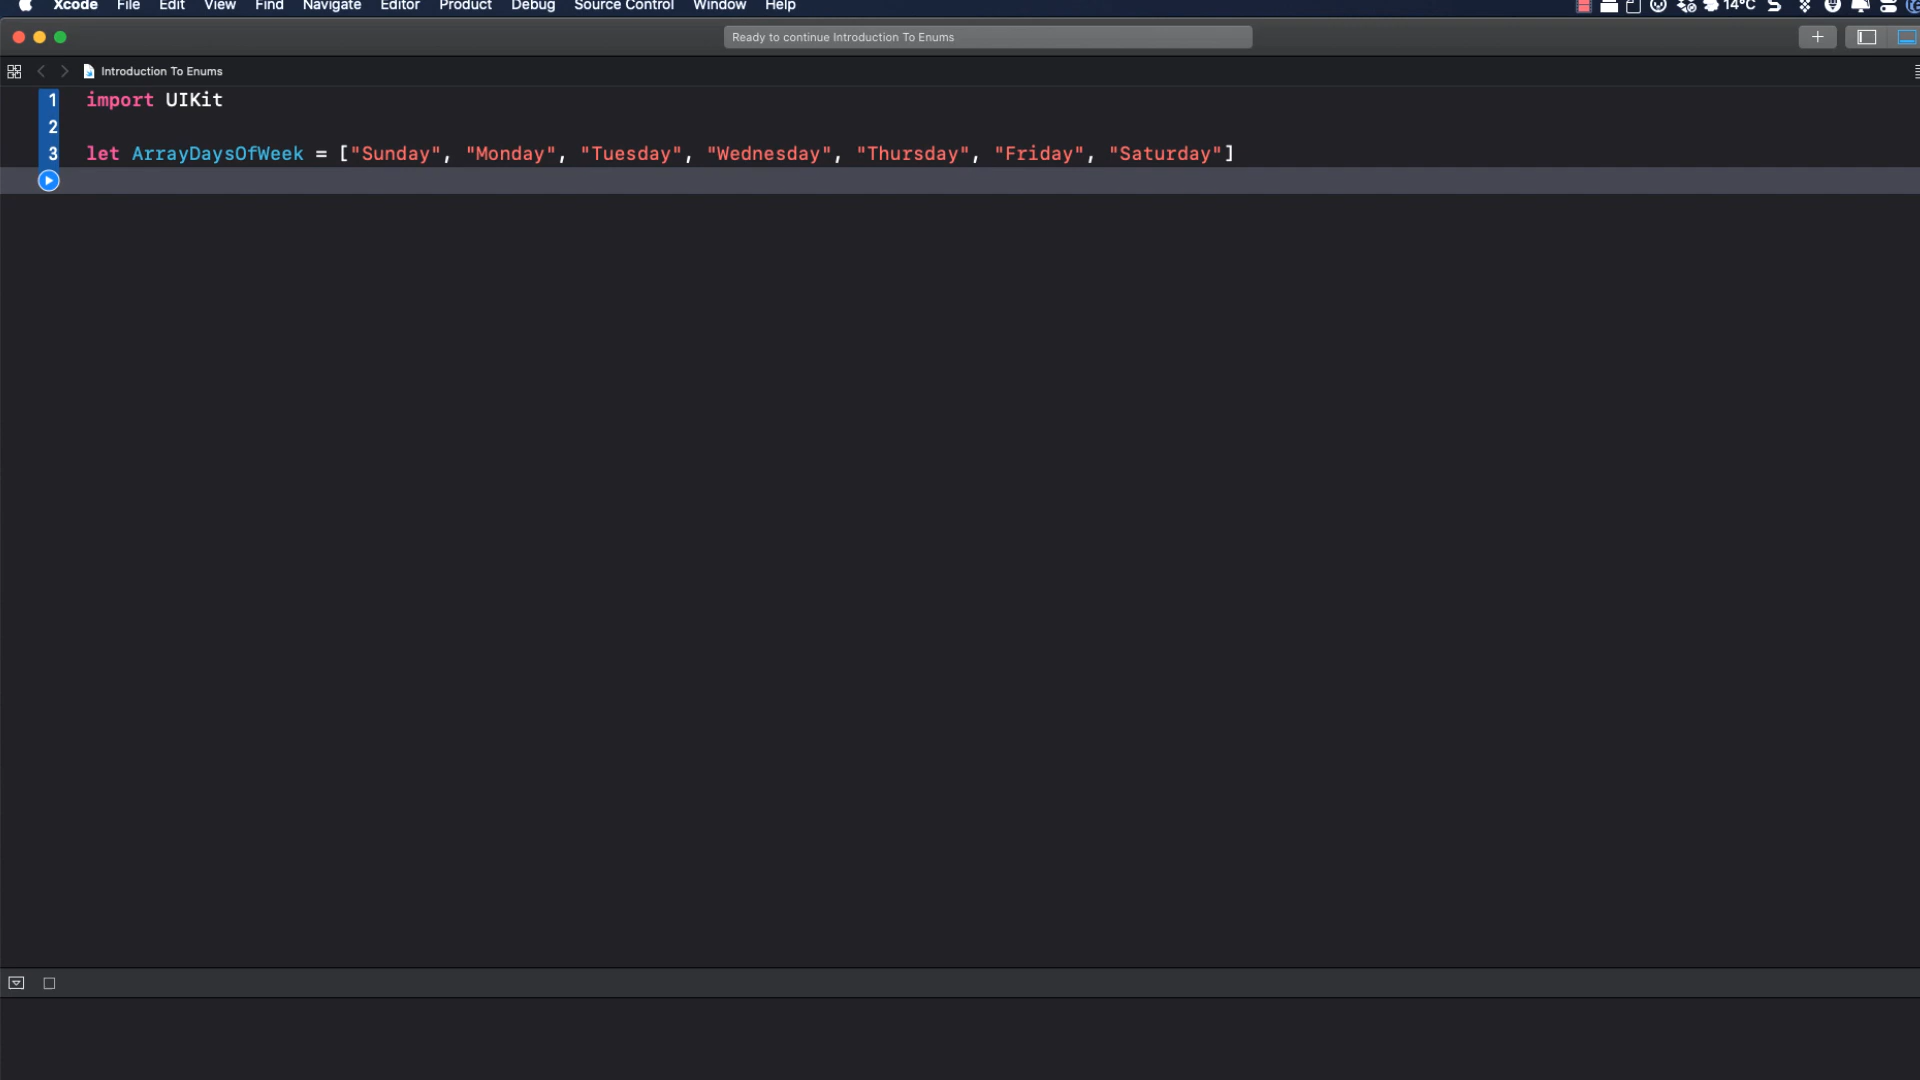 Xcode File Edit View Find Navigate Editor Product Debug Source Control Window Help 14°C
Ready to continue Introduction To Enums
Introduction To Enums
1 import UIKit
2
3 let ArrayDaysOfWeek = ["Sunday", "Monday", "Tuesday", "Wednesday", "Thursday", "Friday", "Saturday"]